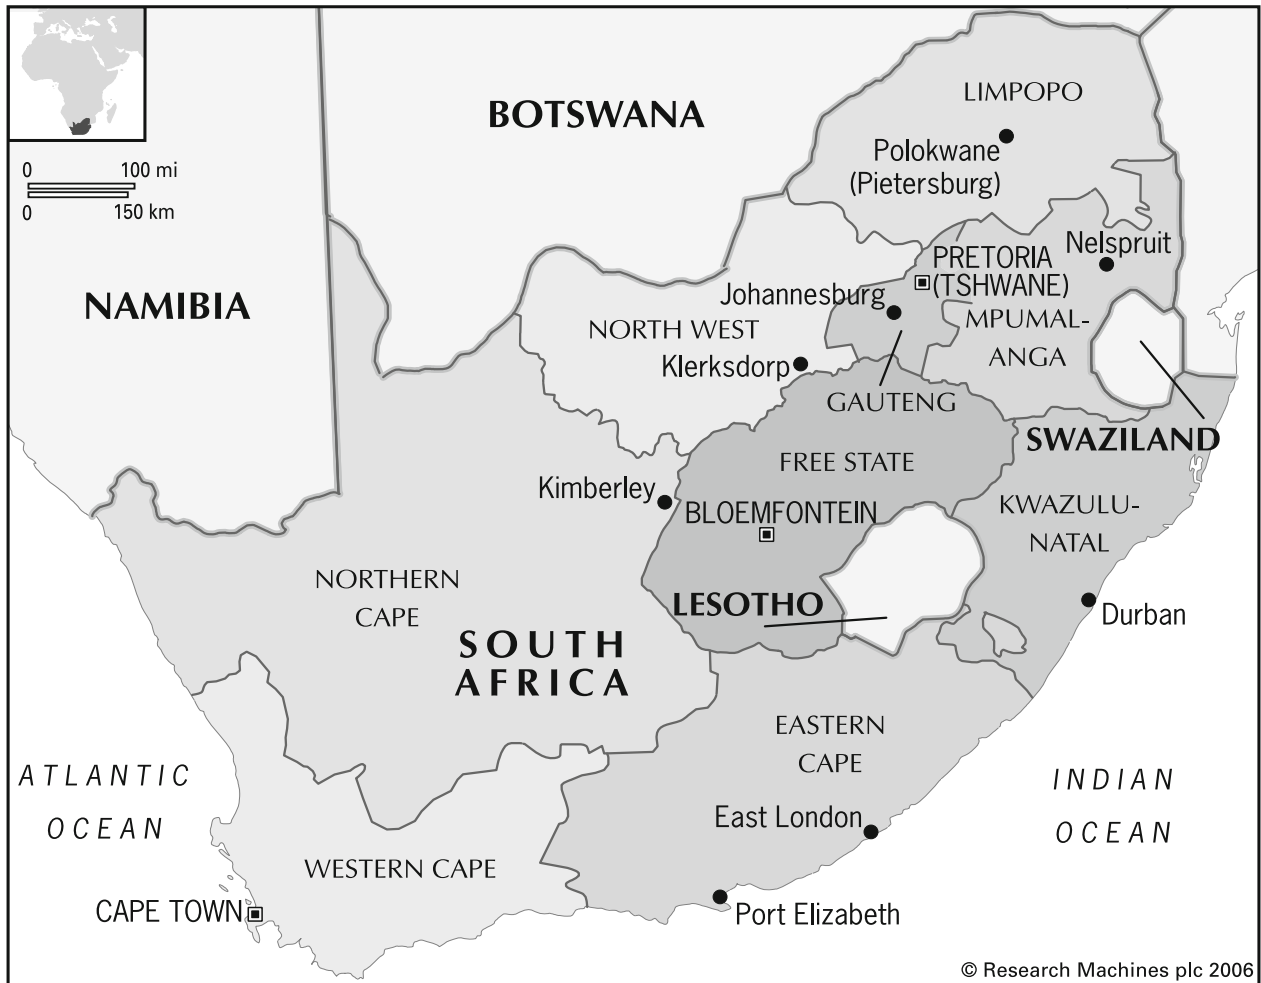 LIMPOPO
BOTSWANA
Polokwane
(Pietersburg)
0 100 mi
0 150 km
Nelspruit
PRETORIA
(TSHWANE)
NAMIBIA
Johannesburg
NORTH WEST
MPUMAL-
ANGA
Klerksdorp
GAUTENG
SWAZILAND
FREE STATE
Kimberley
BLOEMFONTEIN
KWAZULU-
NATAL
NORTHERN
CAPE
LESOTHO
Durban
SOUTH
AFRICA
EASTERN
CAPE
ATLANTIC
OCEAN
INDIAN
OCEAN
East London
WESTERN CAPE
CAPE TOWN
Port Elizabeth
© Research Machines plc 2006